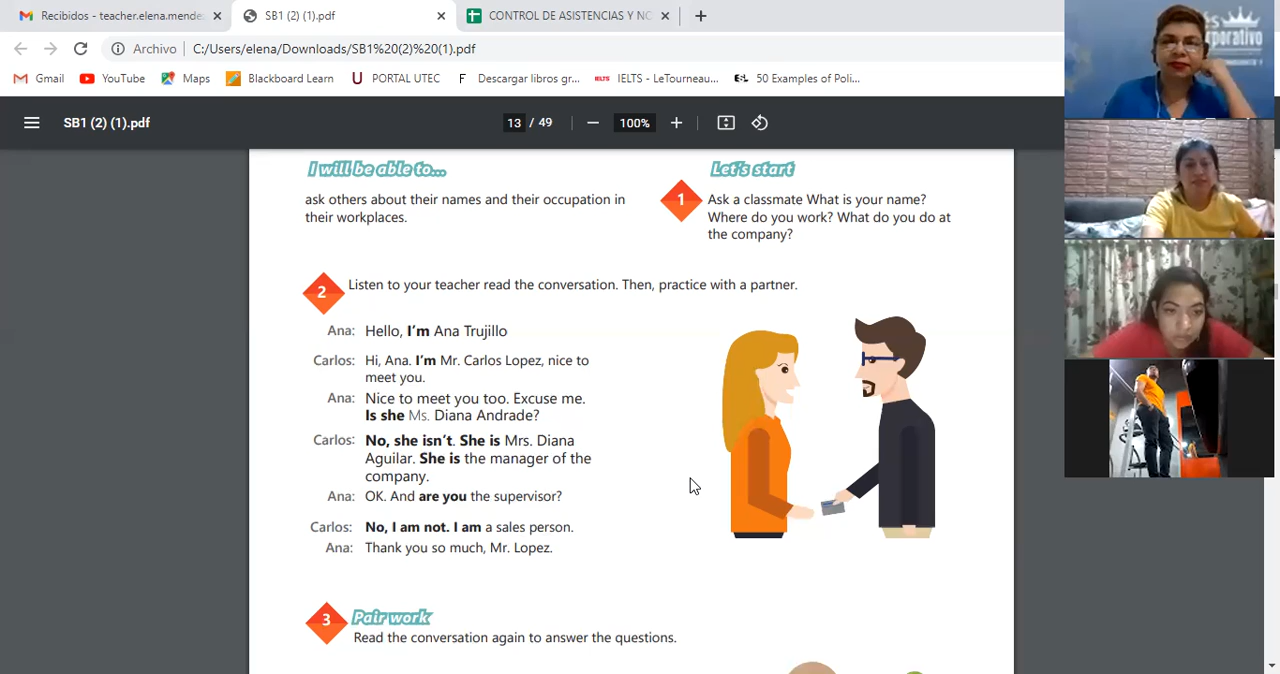 Recibidos - teacher.elena.mende
SB1 (2) (1).pdf
CONTROL DE ASISTENCIAS Y NO
Archivo
C:/Users/elena/Downloads/SB1%20(2)%20(1).pdf
Gmail
YouTube
Maps
Blackboard Learn
PORTAL UTEC
Descargar libros gr...
IELTS - LeTourneau...
50 Examples of Poli...
SB1 (2) (1).pdf
13 / 49
100%
I will be able to...
ask others about their names and their occupation in
their workplaces.
Let's start
1
Ask a classmate What is your name?
Where do you work? What do you do at
the company?
2
Listen to your teacher read the conversation. Then, practice with a partner.
Ana: Hello, I'm Ana Trujillo
Carlos: Hi, Ana. I'm Mr. Carlos Lopez, nice to
meet you.
Ana: Nice to meet you too. Excuse me.
Is she Ms. Diana Andrade?
Carlos: No, she isn't. She is Mrs. Diana
Aguilar. She is the manager of the
company.
Ana: OK. And are you the supervisor?
Carlos: No, I am not. I am a sales person.
Ana: Thank you so much, Mr. Lopez.
3
Pair work
Read the conversation again to answer the questions.